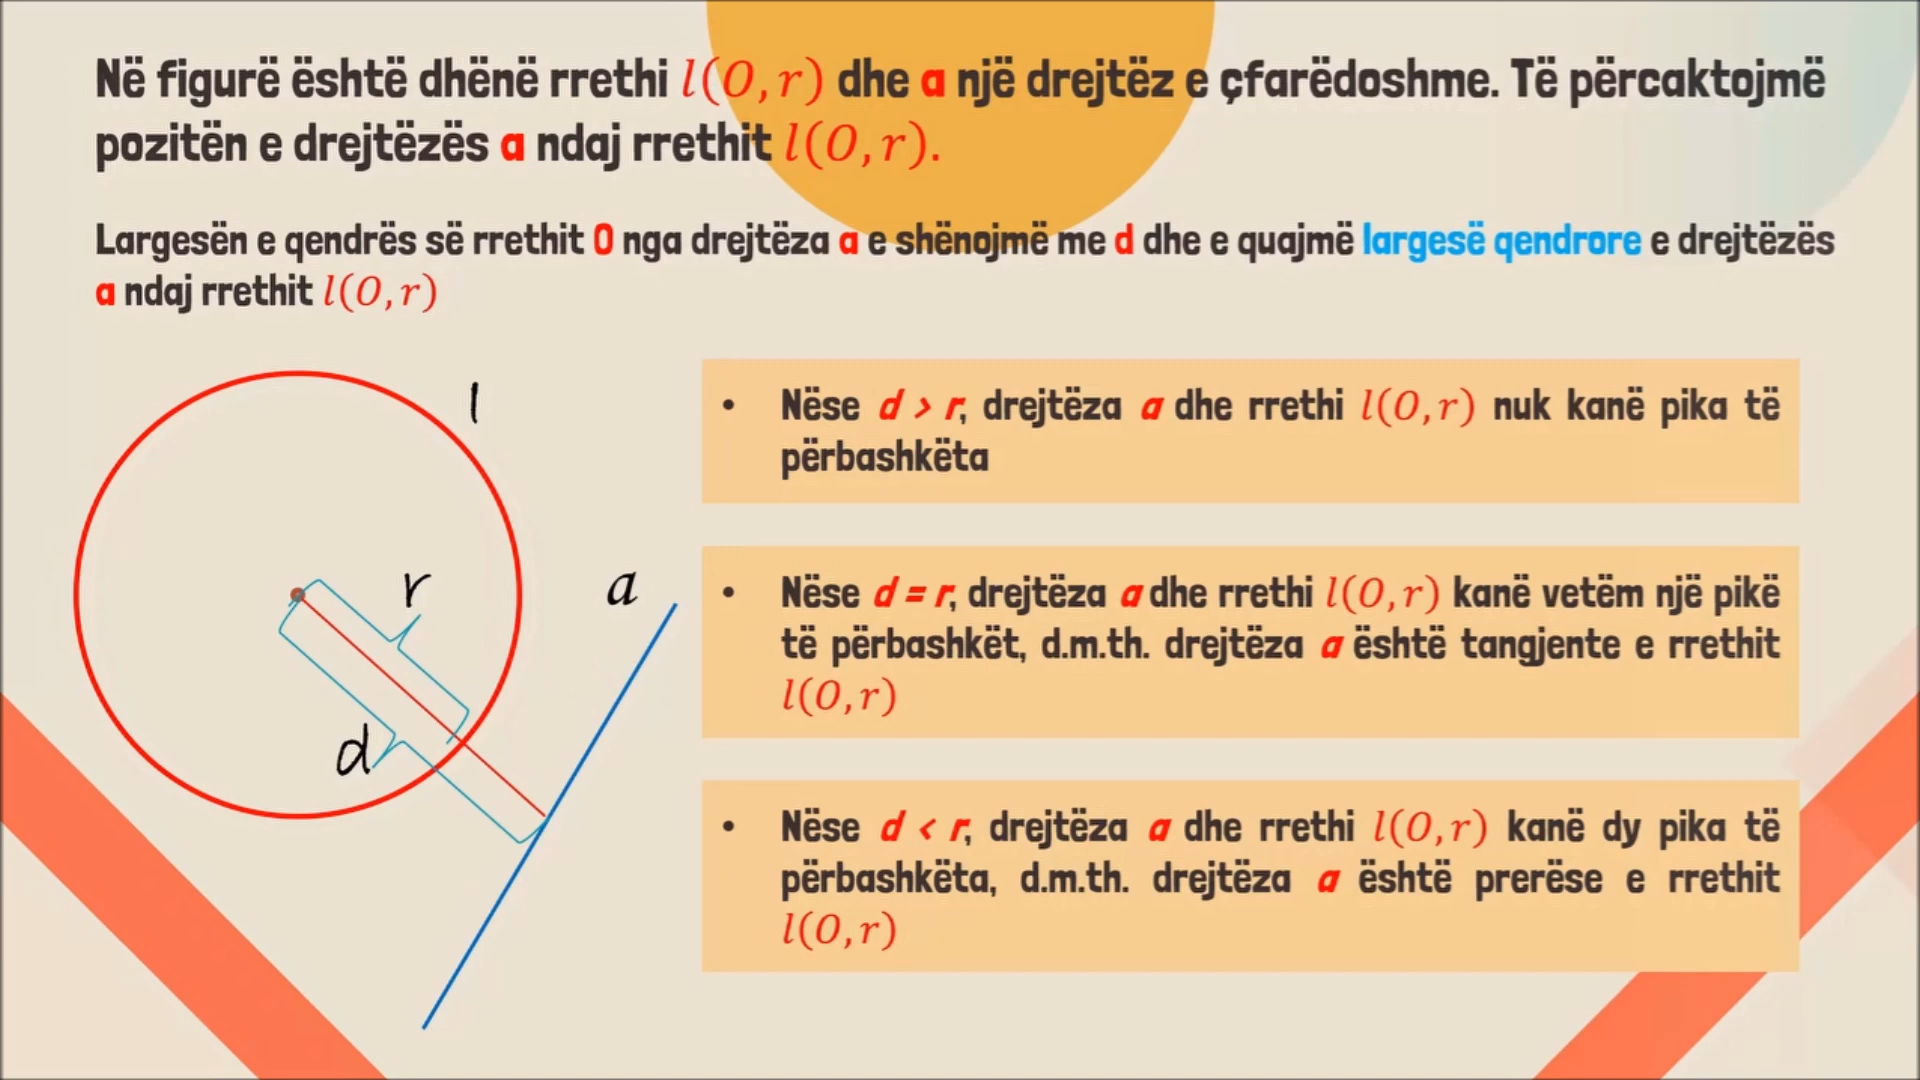 Në figurë është dhënë rrethi l(O, r) dhe a një drejtëz e çfarëdoshme. Të përcaktojmë
pozitën e drejtëzës a ndaj rrethit l(O, r).
Largesën e qendrës së rrethit O nga drejtëza a e shënojmë me d dhe e quajmë largesë qendrore e drejtëzës
a ndaj rrethit l(O, r)
l
r
a
d
• Nëse d > r, drejtëza a dhe rrethi l(O, r) nuk kanë pika të
përbashkëta
• Nëse d = r, drejtëza a dhe rrethi l(O, r) kanë vetëm një pikë
të përbashkët, d.m.th. drejtëza a është tangjente e rrethit
l(O, r)
• Nëse d < r, drejtëza a dhe rrethi l(O, r) kanë dy pika të
përbashkëta, d.m.th. drejtëza a është prerëse e rrethit
l(O, r)